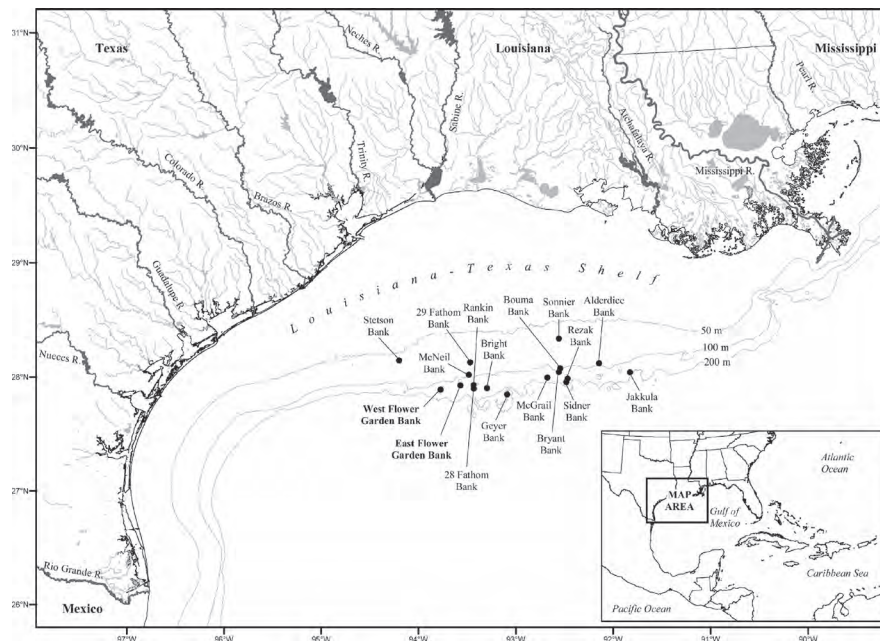 31°N
30°N
29°N
28°N
27°N
26°N
Texas
Louisiana
Mississippi
Neches R.
Sabine R.
Pearl R.
Atchafalaya R.
Trinity R.
Colorado R.
Brazos R.
Mississippi R.
Guadalupe R.
Nueces R.
Rio Grande R.
Mexico
Louisiana-Texas Shelf
50 m
100 m
200 m
Stetson
Bank
29 Fathom
Bank
Rankin
Bank
McNeil
Bank
Bright
Bank
Bouma
Bank
Sonnier
Bank
Rezak
Bank
Alderdice
Bank
West Flower
Garden Bank
East Flower
Garden Bank
28 Fathom
Bank
Geyer
Bank
McGrail
Bank
Bryant
Bank
Sidner
Bank
Jakkula
Bank
MAP
AREA
Atlantic
Ocean
Gulf of
Mexico
Caribbean Sea
Pacific Ocean
97°W
96°W
95°W
94°W
93°W
92°W
91°W
90°W